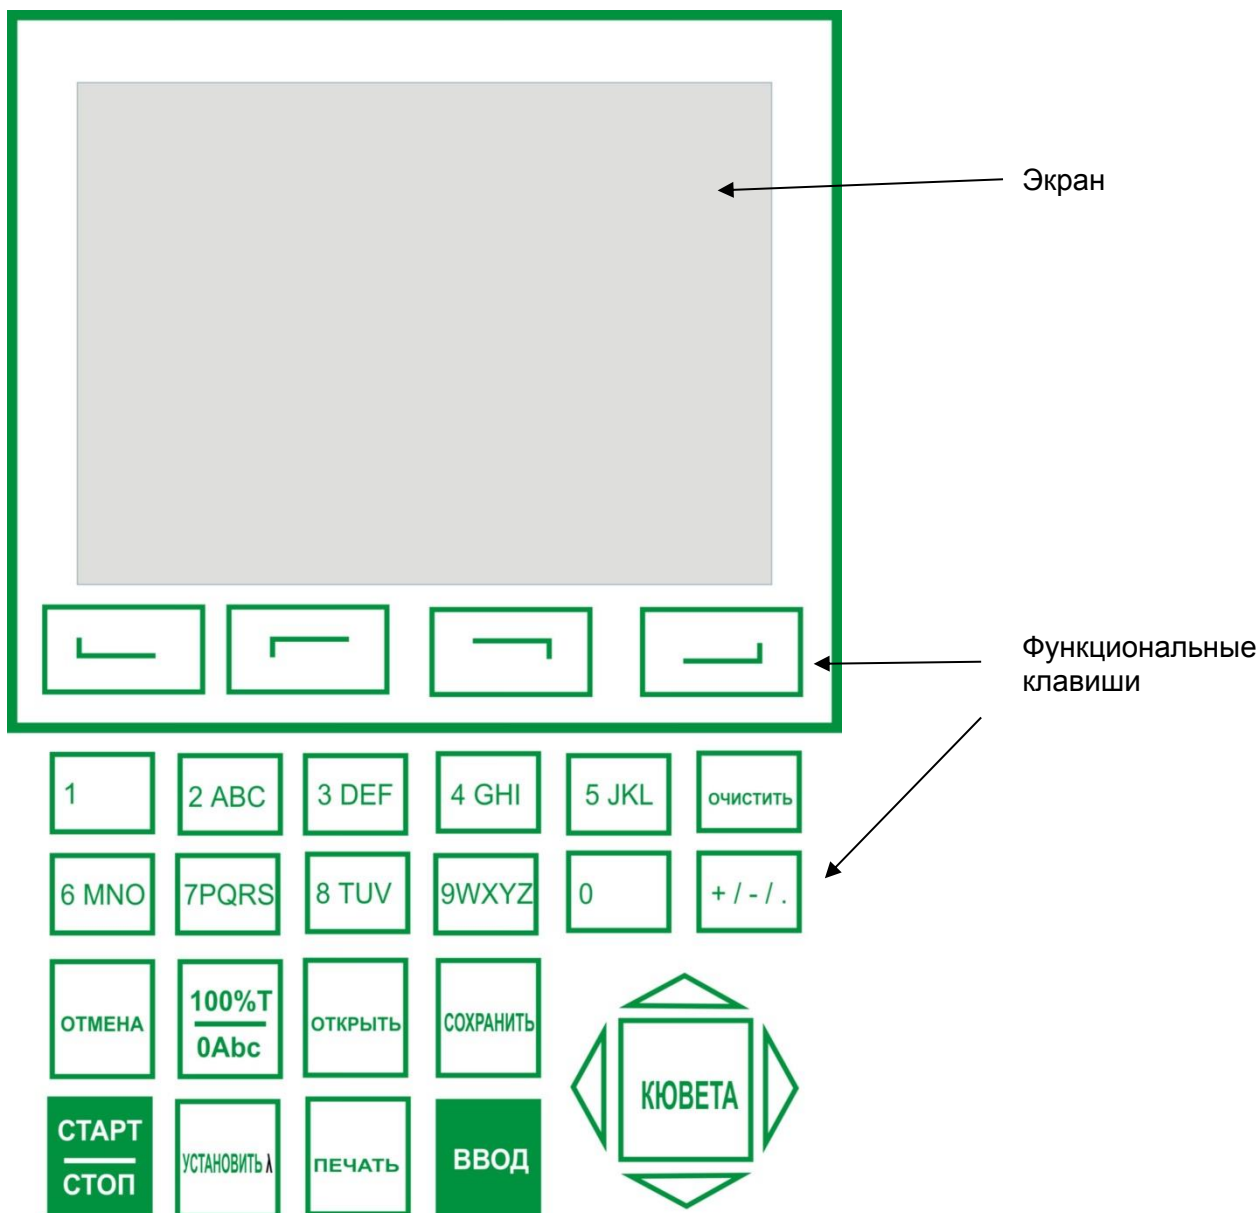 Экран
Функциональные
клавиши
1
2 ABC
3 DEF
4 GHI
5 JKL
очистить
6 MNO
7PQRS
8 TUV
9WXYZ
0
+ / - / .
ОТМЕНА
100%T
0Abc
ОТКРЫТЬ
СОХРАНИТЬ
КЮВЕТА
СТАРТ
СТОП
УСТАНОВИТЬ λ
ПЕЧАТЬ
ВВОД